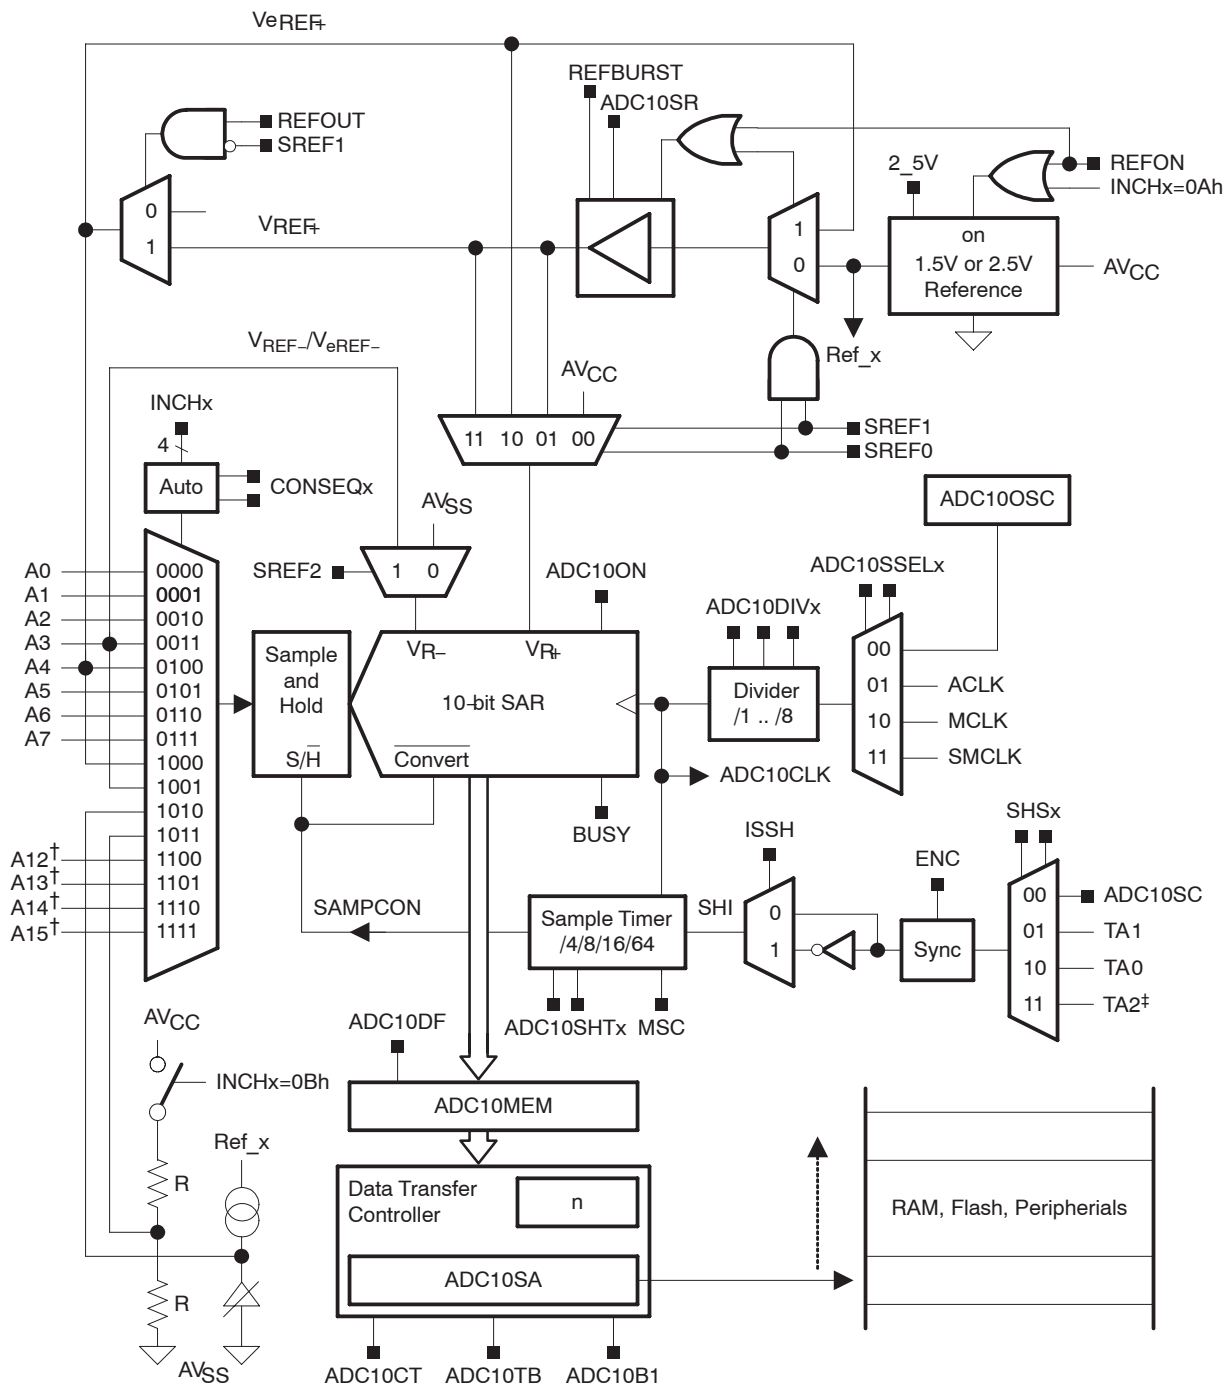 VeREF+
REFBURST
ADC10SR
REFOUT
SREF1
2_5V
REFON
INCHx=0Ah
0
1
VREF+
1
0
on
1.5V or 2.5V
Reference
AVCC
Ref_x
VREF−/VeREF−
AVCC
INCHx
4
11 10 01 00
SREF1
SREF0
Auto
CONSEQx
AVSS
ADC10OSC
SREF2
1 0
ADC10ON
ADC10SSELx
ADC10DIVx
A0 0000
A1 0001
A2 0010
A3 0011
A4 0100
A5 0101
A6 0110
A7 0111
1000
1001
1010
1011
A12† 1100
A13† 1101
A14† 1110
A15† 1111
Sample
and
Hold
S/H
VR−
VR+
10−bit SAR
Convert
Divider
/1 .. /8
00
01 ACLK
10 MCLK
11 SMCLK
ADC10CLK
BUSY
ISSH
SHSx
ENC
SAMPCON
Sample Timer
/4/8/16/64
SHI
0
1
Sync
00 ADC10SC
01 TA1
10 TA0
11 TA2‡
ADC10SHTx
MSC
ADC10DF
AVCC
INCHx=0Bh
ADC10MEM
Ref_x
R
Data Transfer
Controller
n
RAM, Flash, Peripherials
ADC10SA
R
AVSS
ADC10CT
ADC10TB
ADC10B1